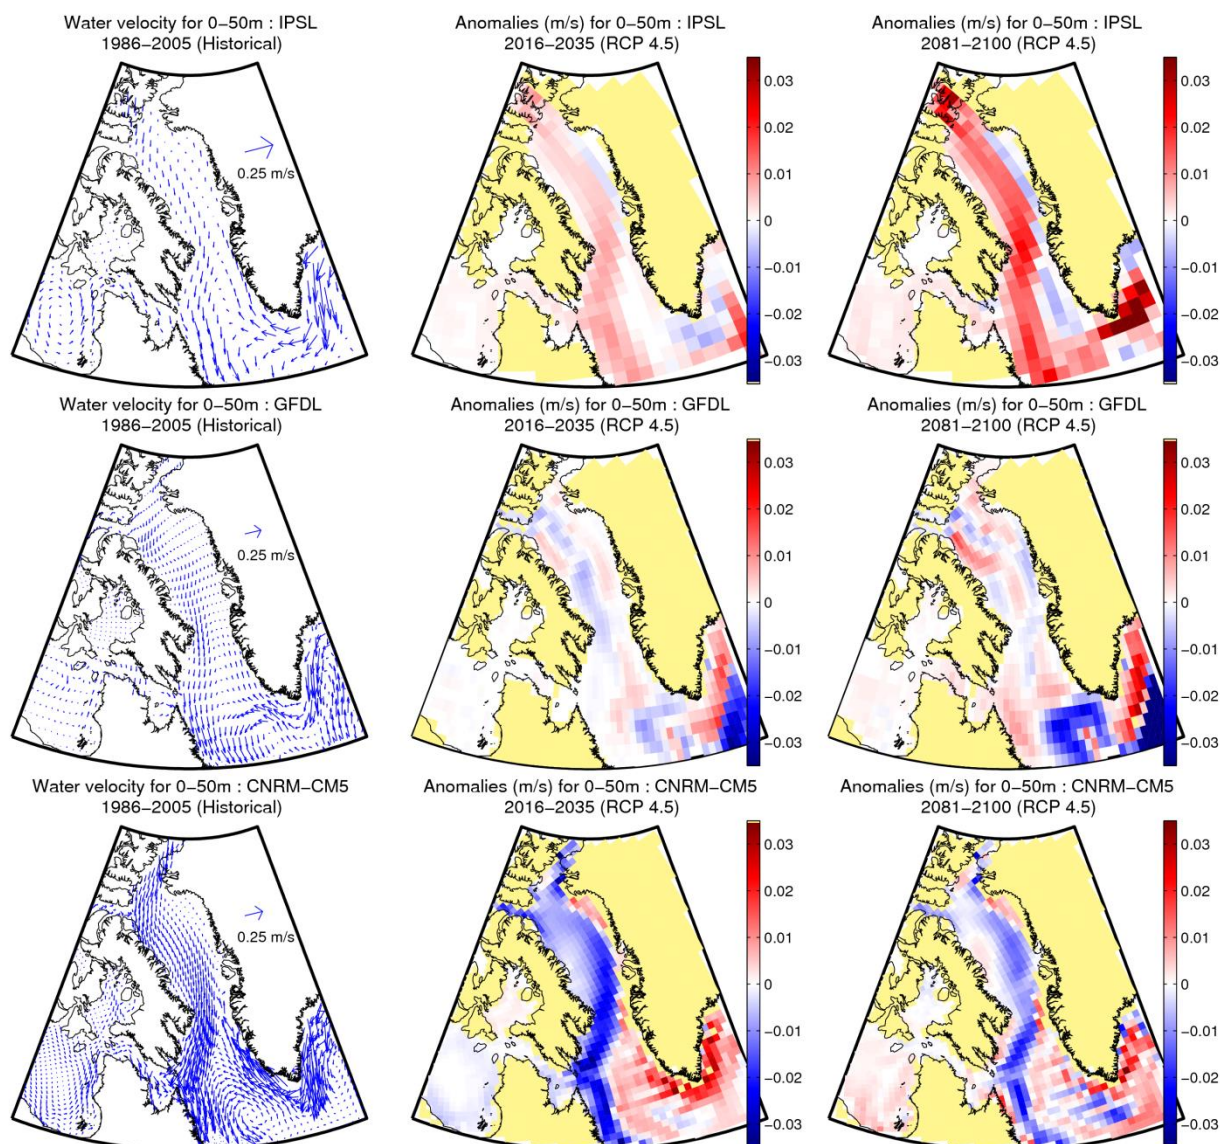 Water velocity for 0–50m : IPSL
1986–2005 (Historical)
0.25 m/s
Anomalies (m/s) for 0–50m : IPSL
2016–2035 (RCP 4.5)
0.03
0.02
0.01
0
−0.01
−0.02
−0.03
Anomalies (m/s) for 0–50m : IPSL
2081–2100 (RCP 4.5)
0.03
0.02
0.01
0
−0.01
−0.02
−0.03
Water velocity for 0–50m : GFDL
1986–2005 (Historical)
0.25 m/s
Anomalies (m/s) for 0–50m : GFDL
2016–2035 (RCP 4.5)
0.03
0.02
0.01
0
−0.01
−0.02
−0.03
Anomalies (m/s) for 0–50m : GFDL
2081–2100 (RCP 4.5)
0.03
0.02
0.01
0
−0.01
−0.02
−0.03
Water velocity for 0–50m : CNRM–CM5
1986–2005 (Historical)
0.25 m/s
Anomalies (m/s) for 0–50m : CNRM–CM5
2016–2035 (RCP 4.5)
0.03
0.02
0.01
0
−0.01
−0.02
−0.03
Anomalies (m/s) for 0–50m : CNRM–CM5
2081–2100 (RCP 4.5)
0.03
0.02
0.01
0
−0.01
−0.02
−0.03